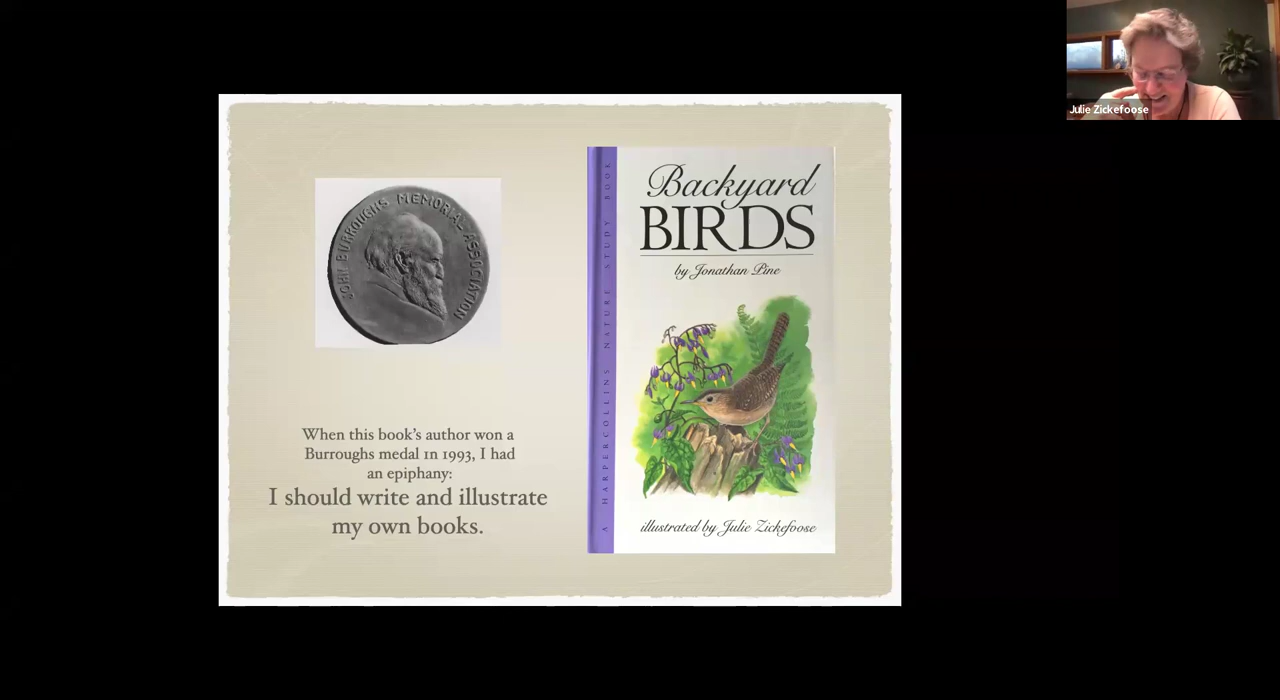 Julie Zickefoose
JOHN BURROUGHS MEMORIAL ASSOCIATION
When this book's author won a
Burroughs medal in 1993, I had
an epiphany:
I should write and illustrate
my own books.
A HARPERCOLLINS NATURE STUDY BOOK
Backyard
BIRDS
by Jonathan Pine
illustrated by Julie Zickefoose